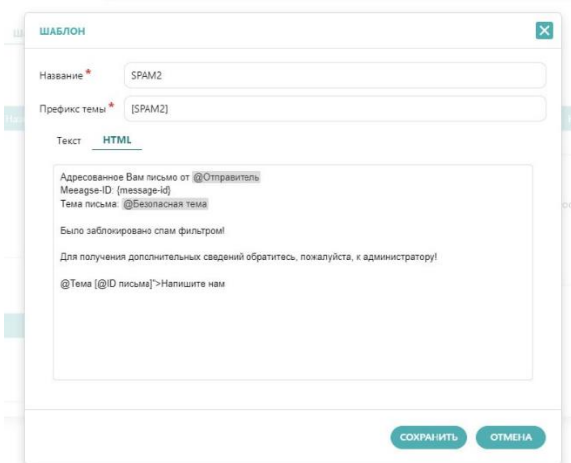 ШАБЛОН
Название *
SPAM2
Префикс темы *
[SPAM2]
Текст HTML
Адресованное Вам письмо от @Отправитель
Meeagse-ID: {message-id}
Тема письма: @Безопасная тема
Было заблокировано спам фильтром!
Для получения дополнительных сведений обратитесь, пожалуйста, к администратору!
@Тема [@ID письма]">Напишите нам
СОХРАНИТЬ ОТМЕНА